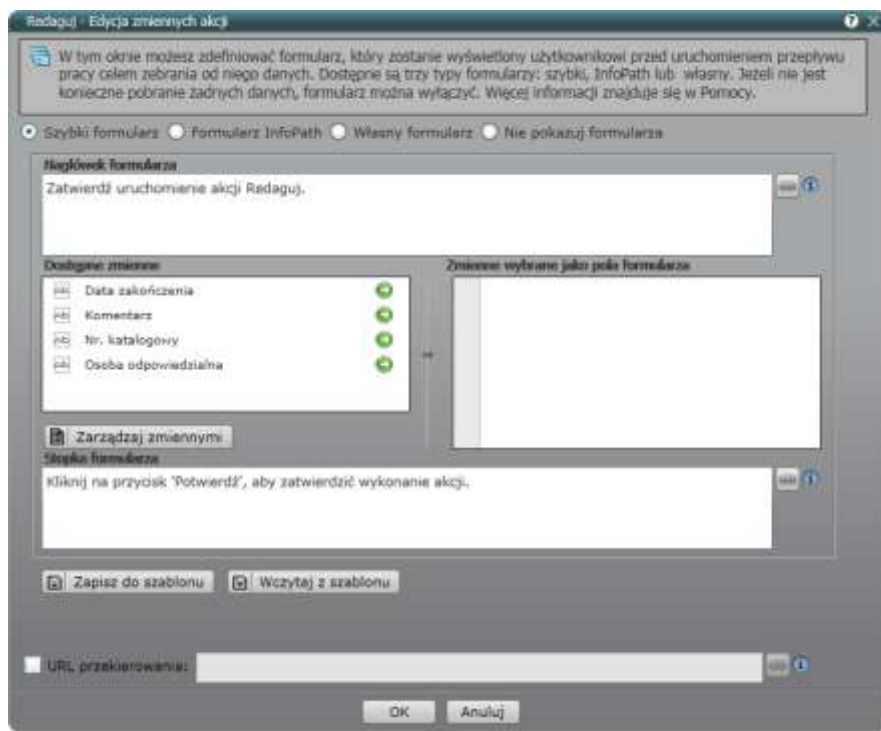 Redaguj - Edycja zmiennych akcji
W tym oknie możesz zdefiniować formularz, który zostanie wyświetlony użytkownikowi przed uruchomieniem przepływu
pracy celem zebrania od niego danych. Dostępne są trzy typy formularzy: szybki, InfoPath lub własny. Jeżeli nie jest
konieczne pobranie żadnych danych, formularz można wyłączyć. Więcej informacji znajduje się w Pomocy.
Szybki formularz Formularz InfoPath Własny formularz Nie pokazuj formularza
Nagłówek formularza
Zatwierdź uruchomienie akcji Redaguj.
Dostępne zmienne Zmienne wybrane jako pola formularza
Data zakończenia
Komentarz
Nr. katalogowy
Osoba odpowiedzialna
Zarządzaj zmiennymi
Stopka formularza
Kliknij na przycisk 'Potwierdź', aby zatwierdzić wykonanie akcji.
Zapisz do szablonu Wczytaj z szablonu
URL przekierowania:
OK Anuluj